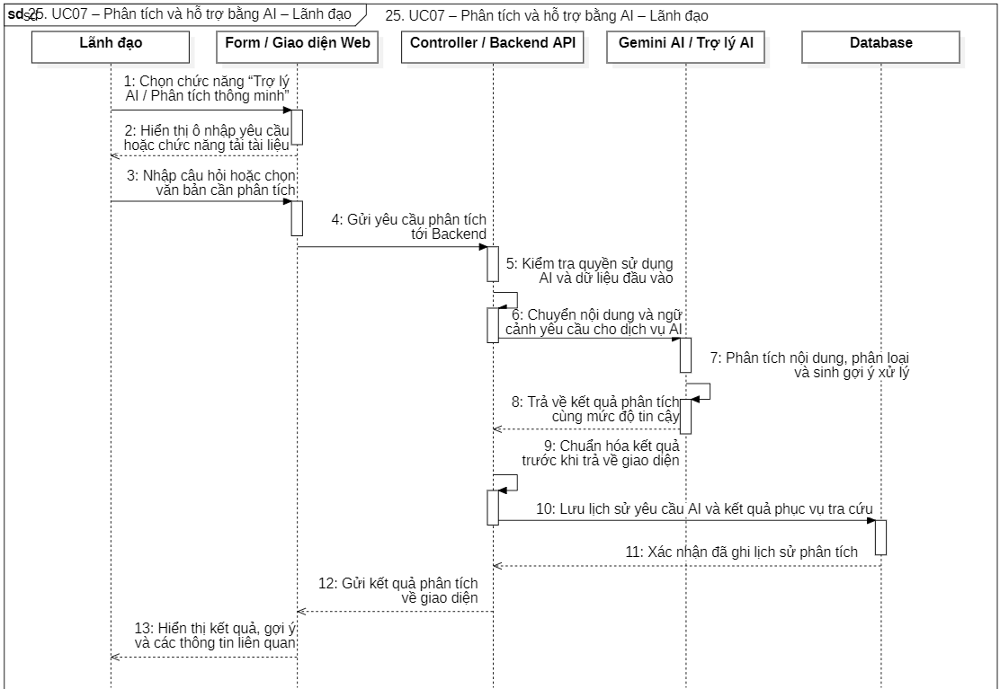 sd 25. UC07 – Phân tích và hỗ trợ bằng AI – Lãnh đạo
25. UC07 – Phân tích và hỗ trợ bằng AI – Lãnh đạo
Lãnh đạo
Form / Giao diện Web
Controller / Backend API
Gemini AI / Trợ lý AI
Database
1: Chọn chức năng “Trợ lý
AI / Phân tích thông minh”
2: Hiển thị ô nhập yêu cầu
hoặc chức năng tải tài liệu
3: Nhập câu hỏi hoặc chọn
văn bản cần phân tích
4: Gửi yêu cầu phân tích
tới Backend
5: Kiểm tra quyền sử dụng
AI và dữ liệu đầu vào
6: Chuyển nội dung và ngữ
cảnh yêu cầu cho dịch vụ AI
7: Phân tích nội dung, phân loại
và sinh gợi ý xử lý
8: Trả về kết quả phân tích
cùng mức độ tin cậy
9: Chuẩn hóa kết quả
trước khi trả về giao diện
10: Lưu lịch sử yêu cầu AI và kết quả phục vụ tra cứu
11: Xác nhận đã ghi lịch sử phân tích
12: Gửi kết quả phân tích
về giao diện
13: Hiển thị kết quả, gợi ý
và các thông tin liên quan